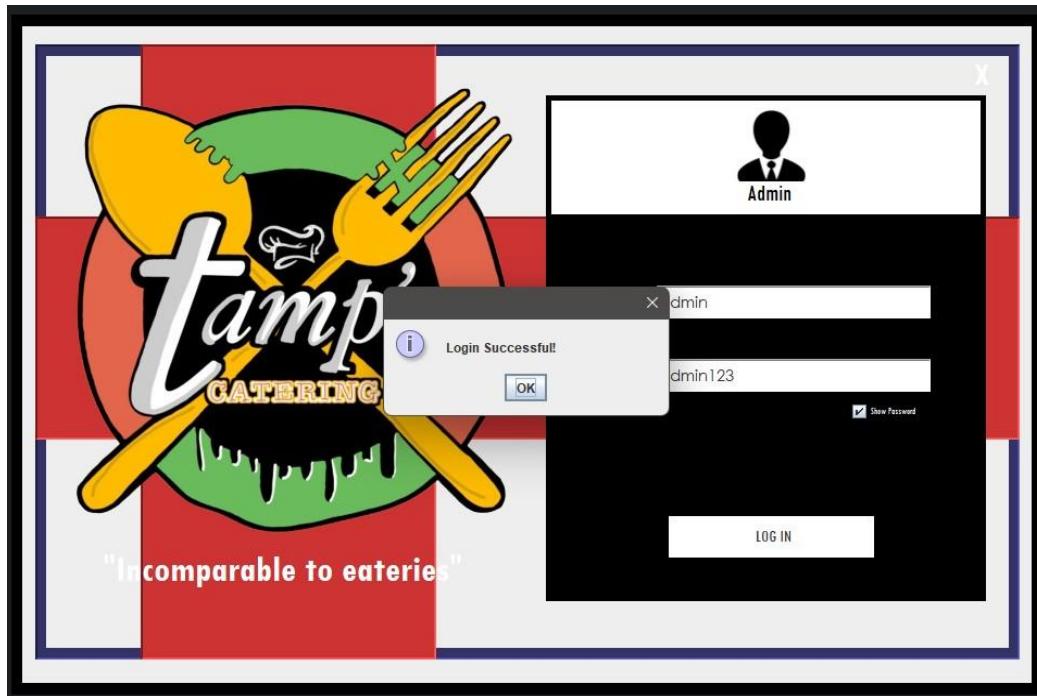 X
Admin
tamp'
CATERING
dmin
Login Successful!
OK
dmin123
Show Password
LOG IN
"Incomparable to eateries"